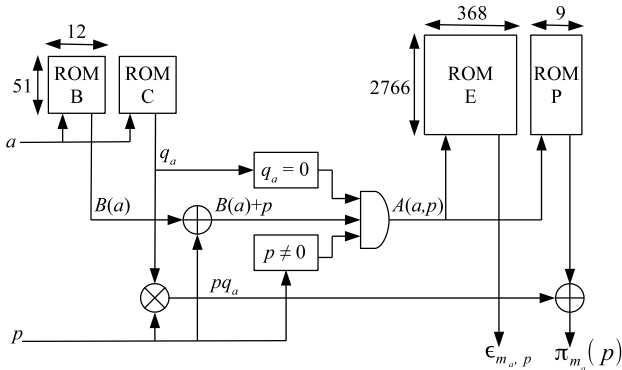 12
368
9
51
ROM
B
ROM
C
2766
ROM
E
ROM
P
a
q_a
q_a = 0
B(a)
B(a)+p
A(a,p)
p ≠ 0
pq_a
p
ϵ_{m_a, p}
π_{m_a}(p)